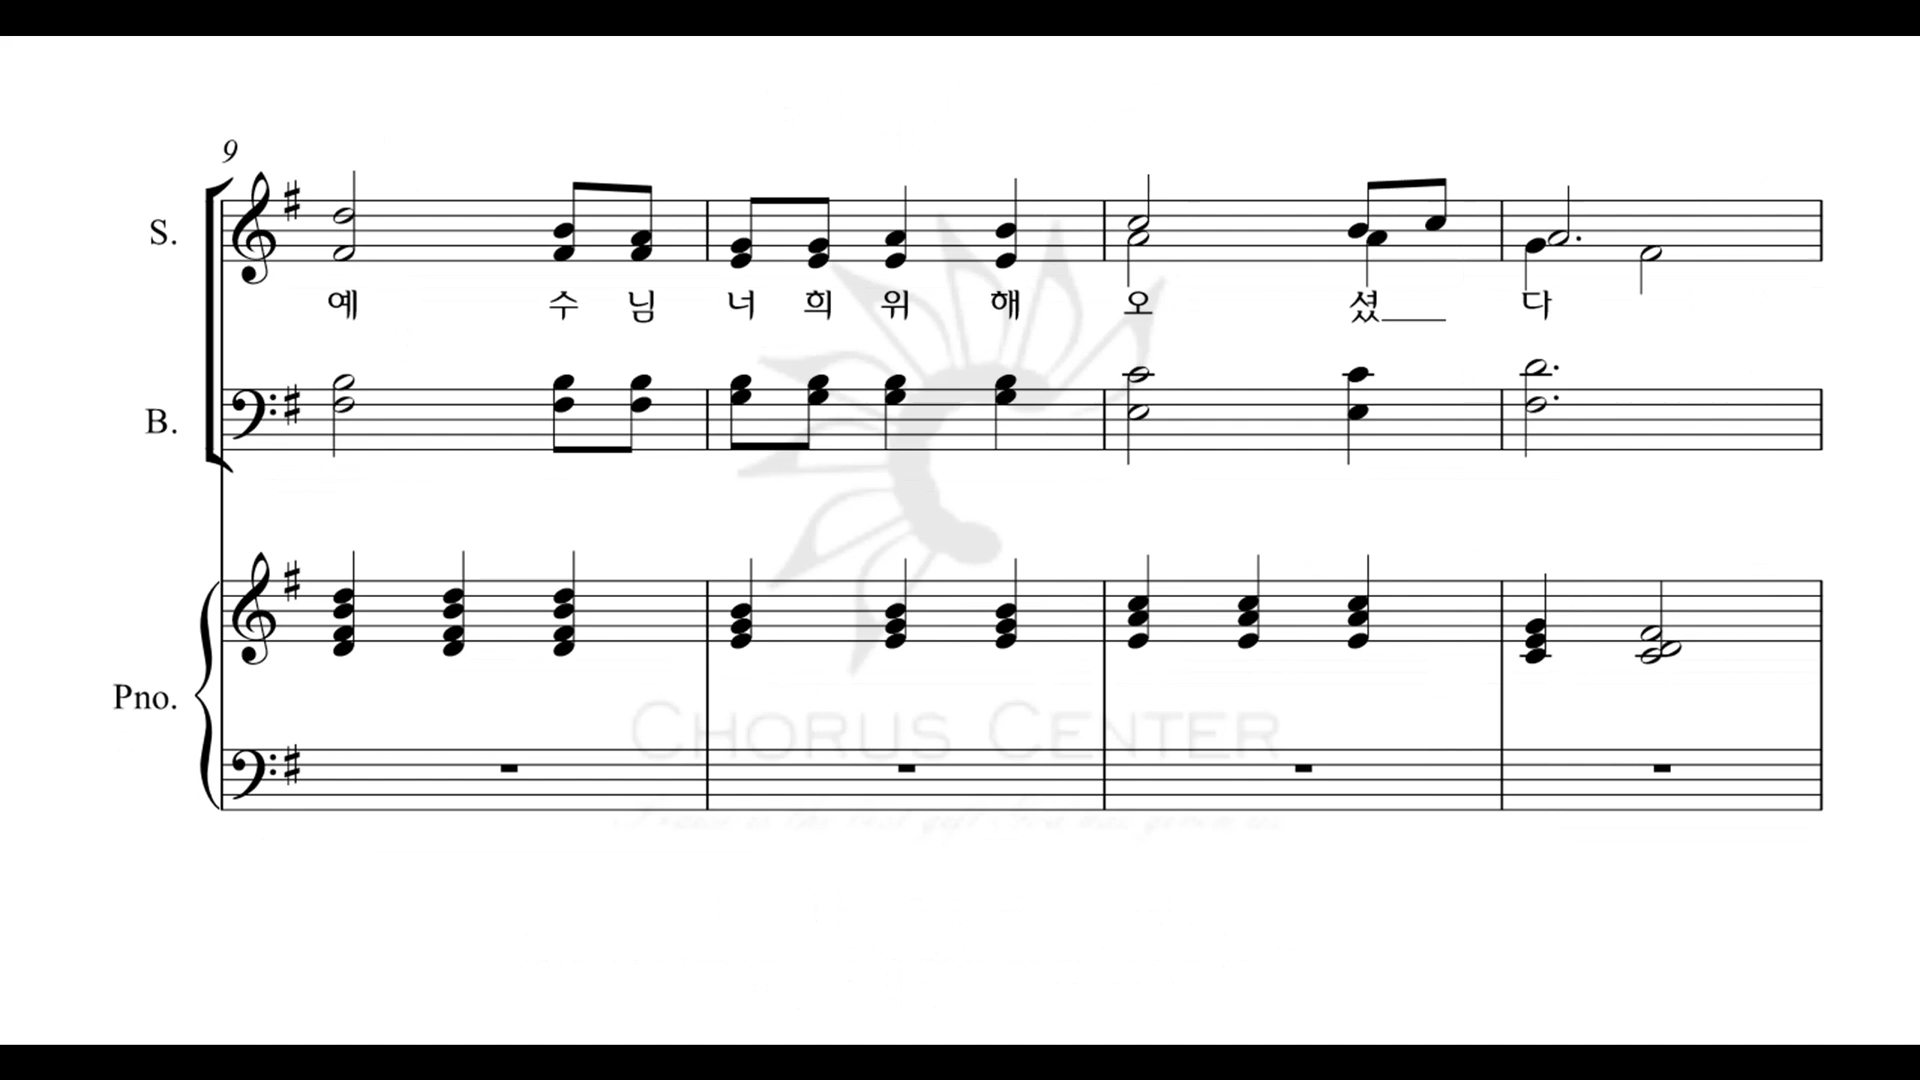 9
S.
예 수 님 너 희 위 해 오 셨 다
B.
Pno.
CHORUS CENTER